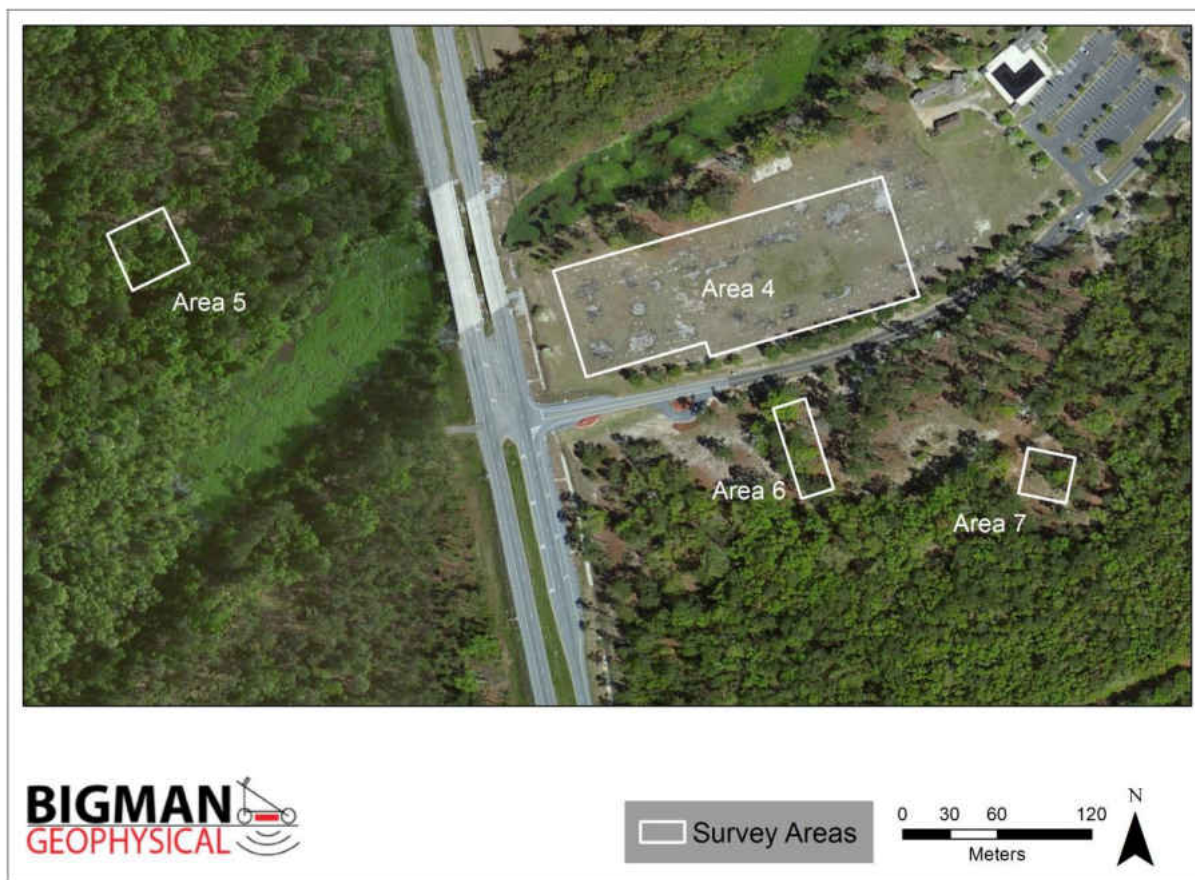 Area 5
Area 4
Area 6
Area 7
BIGMAN
GEOPHYSICAL
Survey Areas
0 30 60 120
Meters
N